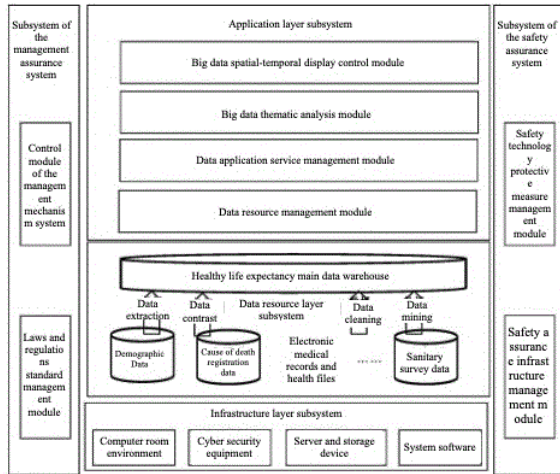 Subsystem of
the
management
assurance
system
Control
module
of the
managem
ent
mechanis
m system
Laws and
regulatio
ns
standard
managem
ent
module
Application layer subsystem
Big data spatial-temporal display control module
Big data thematic analysis module
Data application service management module
Data resource management module
Healthy life expectancy main data warehouse
Data
extraction
Data
contrast
Data resource layer
subsystem
Data
cleaning
Data
mining
Demographic
Data
Cause of death
registration
data
Electronic
medical
records and
health files
... ...
Sanitary
survey data
Infrastructure layer subsystem
Computer room
environment
Cyber security
equipment
Server and storage
device
System software
Subsystem of
the safety
assurance
system
Safety
technolog
y
protectiv
e
measure
manage
ment
module
Safety a
ssuranc
e infrast
ructure
manage
ment m
odule